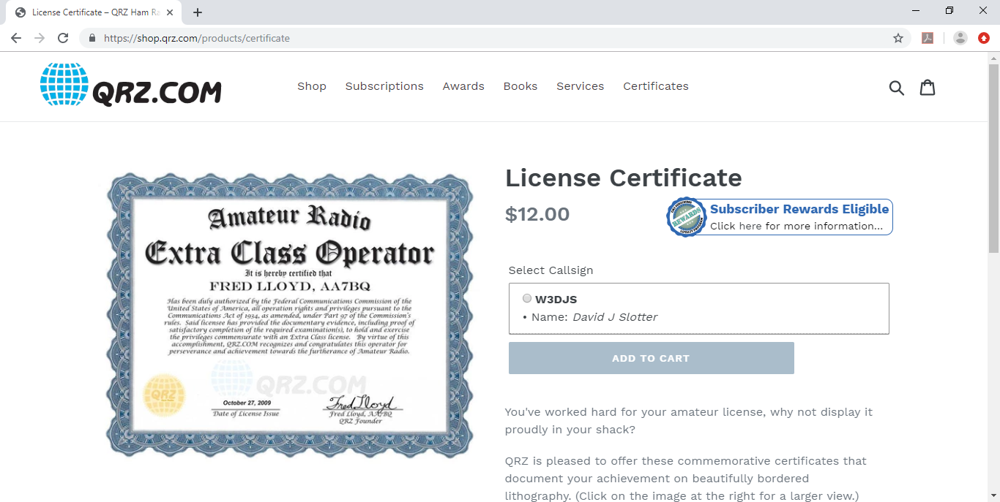 License Certificate – QRZ Ham Ra
https://shop.qrz.com/products/certificate
QRZ.COM
Shop Subscriptions Awards Books Services Certificates
Amateur Radio
Extra Class Operator
It is hereby certified that
FRED LLOYD, AA7BQ
Has been duly authorized by the Federal Communications Commission of the
United States of America, all operation rights and privileges pursuant to the
Communications Act of 1934, as amended, under Part 97 of the Commission's
rules. Said licensee has provided the documentary evidence, including proof of
satisfactory completion of the required examination(s), to hold and exercise
the privileges commensurate with an Extra Class license. By virtue of this
accomplishment, QRZ.COM recognizes and congratulates this operator for
perseverance and achievement towards the furtherance of Amateur Radio.
QRZ.COM
QRZ
October 27, 2009
Date of License Issue
Fred Lloyd
Fred Lloyd, AA7BQ
QRZ Founder
License Certificate
$12.00
REWARDS
Subscriber Rewards Eligible
Click here for more information...
Select Callsign
W3DJS
• Name: David J Slotter
ADD TO CART
You've worked hard for your amateur license, why not display it
proudly in your shack?
QRZ is pleased to offer these commemorative certificates that
document your achievement on beautifully bordered
lithography. (Click on the image at the right for a larger view.)